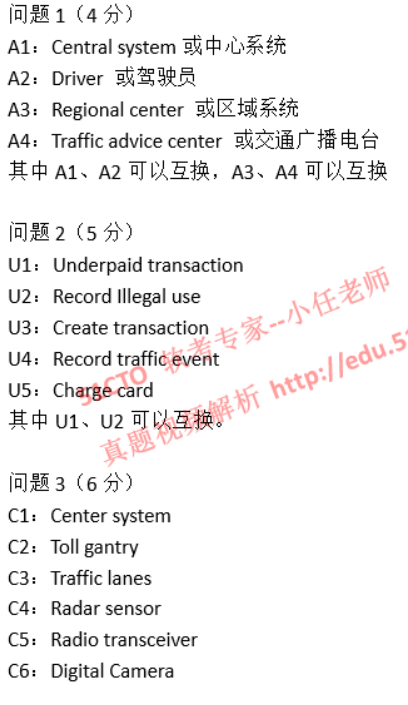 问题 1（4 分）
A1：Central system 或中心系统
A2：Driver 或驾驶员
A3：Regional center 或区域系统
A4：Traffic advice center 或交通广播电台
其中 A1、A2 可以互换，A3、A4 可以互换
问题 2（5 分）
U1：Underpaid transaction
U2：Record Illegal use
U3：Create transaction
U4：Record traffic event
U5：Charge card
其中 U1、U2 可以互换。
51CTO 软考专家--小任老师
真题视频解析 http://edu.5
问题 3（6 分）
C1：Center system
C2：Toll gantry
C3：Traffic lanes
C4：Radar sensor
C5：Radio transceiver
C6：Digital Camera